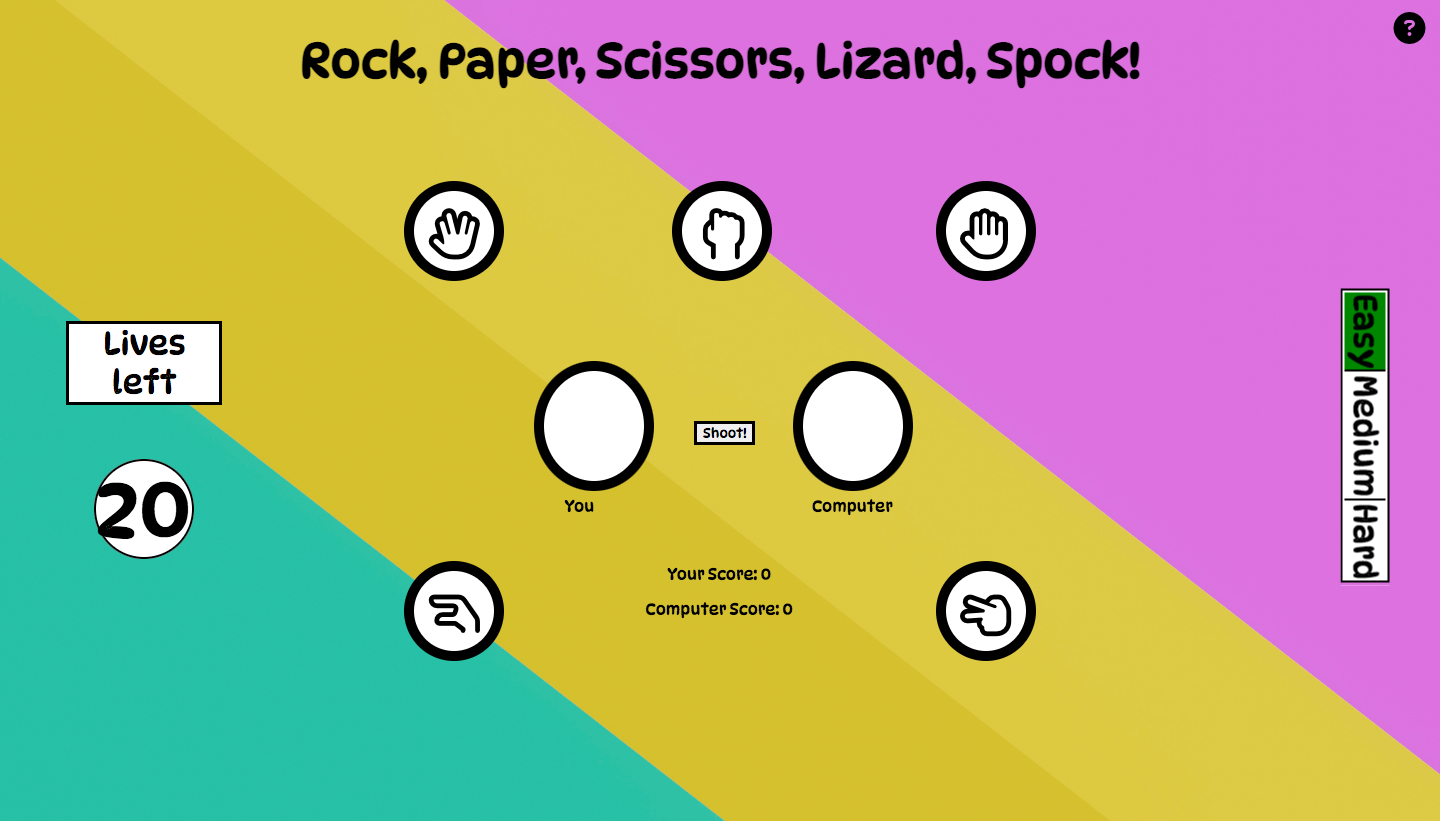 ?
Rock, Paper, Scissors, Lizard, Spock!
Lives
left
20
Shoot!
You
Computer
Your Score: 0
Computer Score: 0
Easy
Medium
Hard